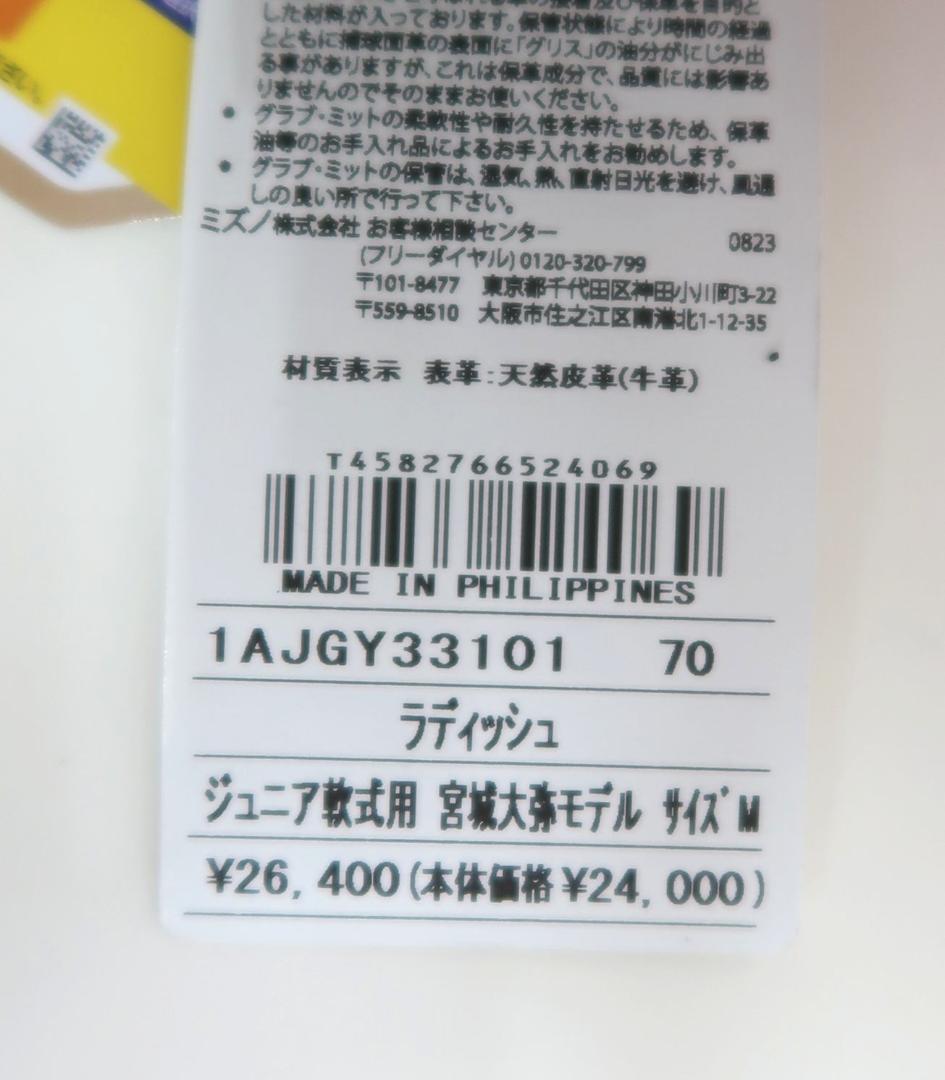 した材料が入っております。保管状態により時間の経過
とともに捕球面革の表面に「グリス」の油分がにじみ出
る事がありますが、これは保革成分で、品質には影響あ
りませんのでそのままお使いください。
● グラブ・ミットの柔軟性や耐久性を持たせるため、保革
油等のお手入れ品によるお手入れをお勧めします。
● グラブ・ミットの保管は、湿気、熱、直射日光を避け、風通
しの良い所で行って下さい。
ミズノ株式会社 お客様相談センター 0823
(フリーダイヤル) 0120-320-799
〒101-8477 東京都千代田区神田小川町3-22
〒559-8510 大阪市住之江区南港北1-12-35
材質表示 表革:天然皮革(牛革)
T4582766524069
MADE IN PHILIPPINES
1AJGY33101 70
ラディッシュ
ジュニア軟式用 宮城大弥モデル サイズM
¥26,400(本体価格¥24,000)